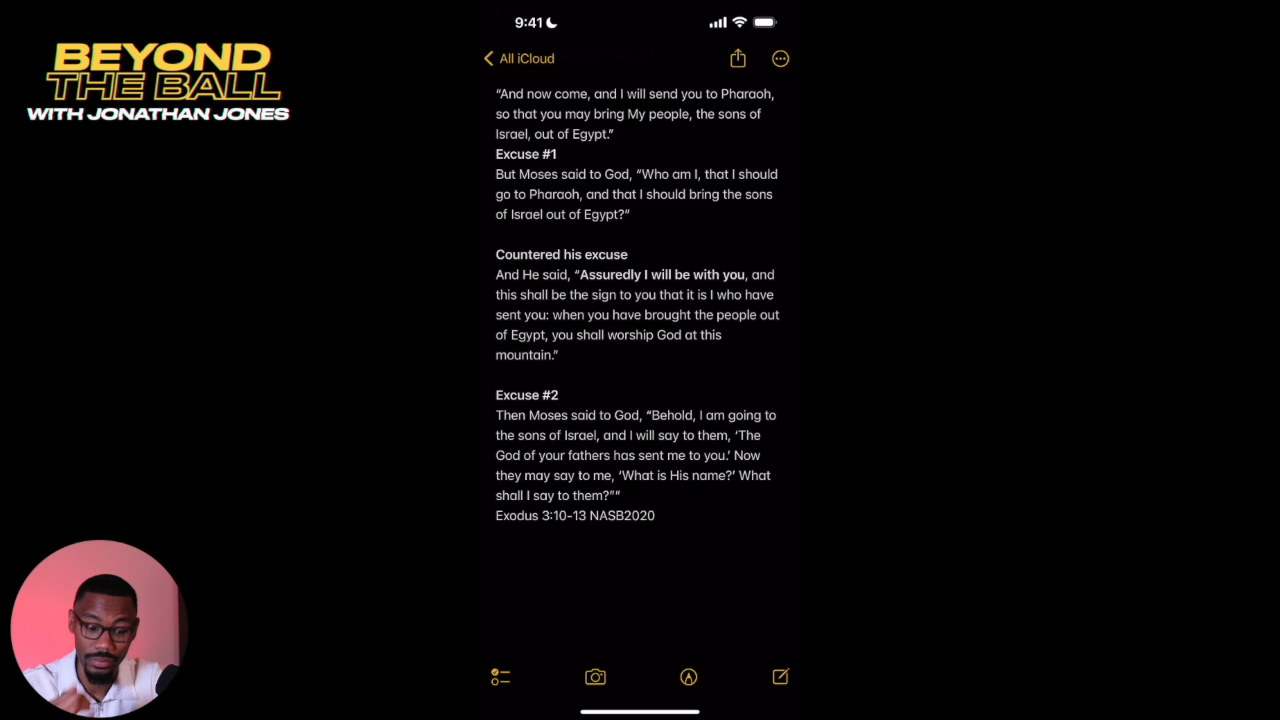 BEYOND
THE BALL
WITH JONATHAN JONES
9:41
All iCloud
“And now come, and I will send you to Pharaoh,
so that you may bring My people, the sons of
Israel, out of Egypt.”
Excuse #1
But Moses said to God, “Who am I, that I should
go to Pharaoh, and that I should bring the sons
of Israel out of Egypt?”
Countered his excuse
And He said, “Assuredly I will be with you, and
this shall be the sign to you that it is I who have
sent you: when you have brought the people out
of Egypt, you shall worship God at this
mountain.”
Excuse #2
Then Moses said to God, “Behold, I am going to
the sons of Israel, and I will say to them, ‘The
God of your fathers has sent me to you.’ Now
they may say to me, ‘What is His name?’ What
shall I say to them?””
Exodus 3:10-13 NASB2020